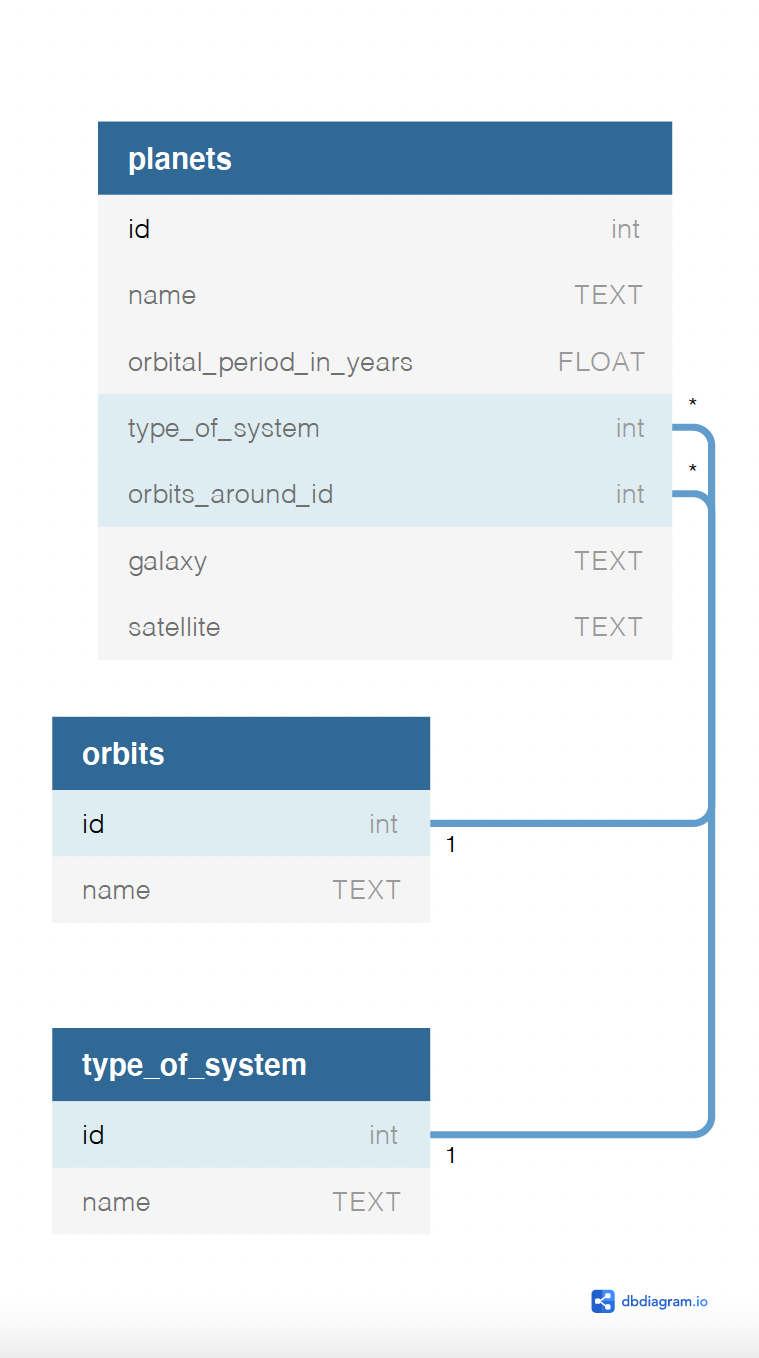 planets
id int
name TEXT
orbital_period_in_years FLOAT
type_of_system int *
orbits_around_id int *
galaxy TEXT
satellite TEXT
orbits
id int 1
name TEXT
type_of_system
id int 1
name TEXT
dbdiagram.io